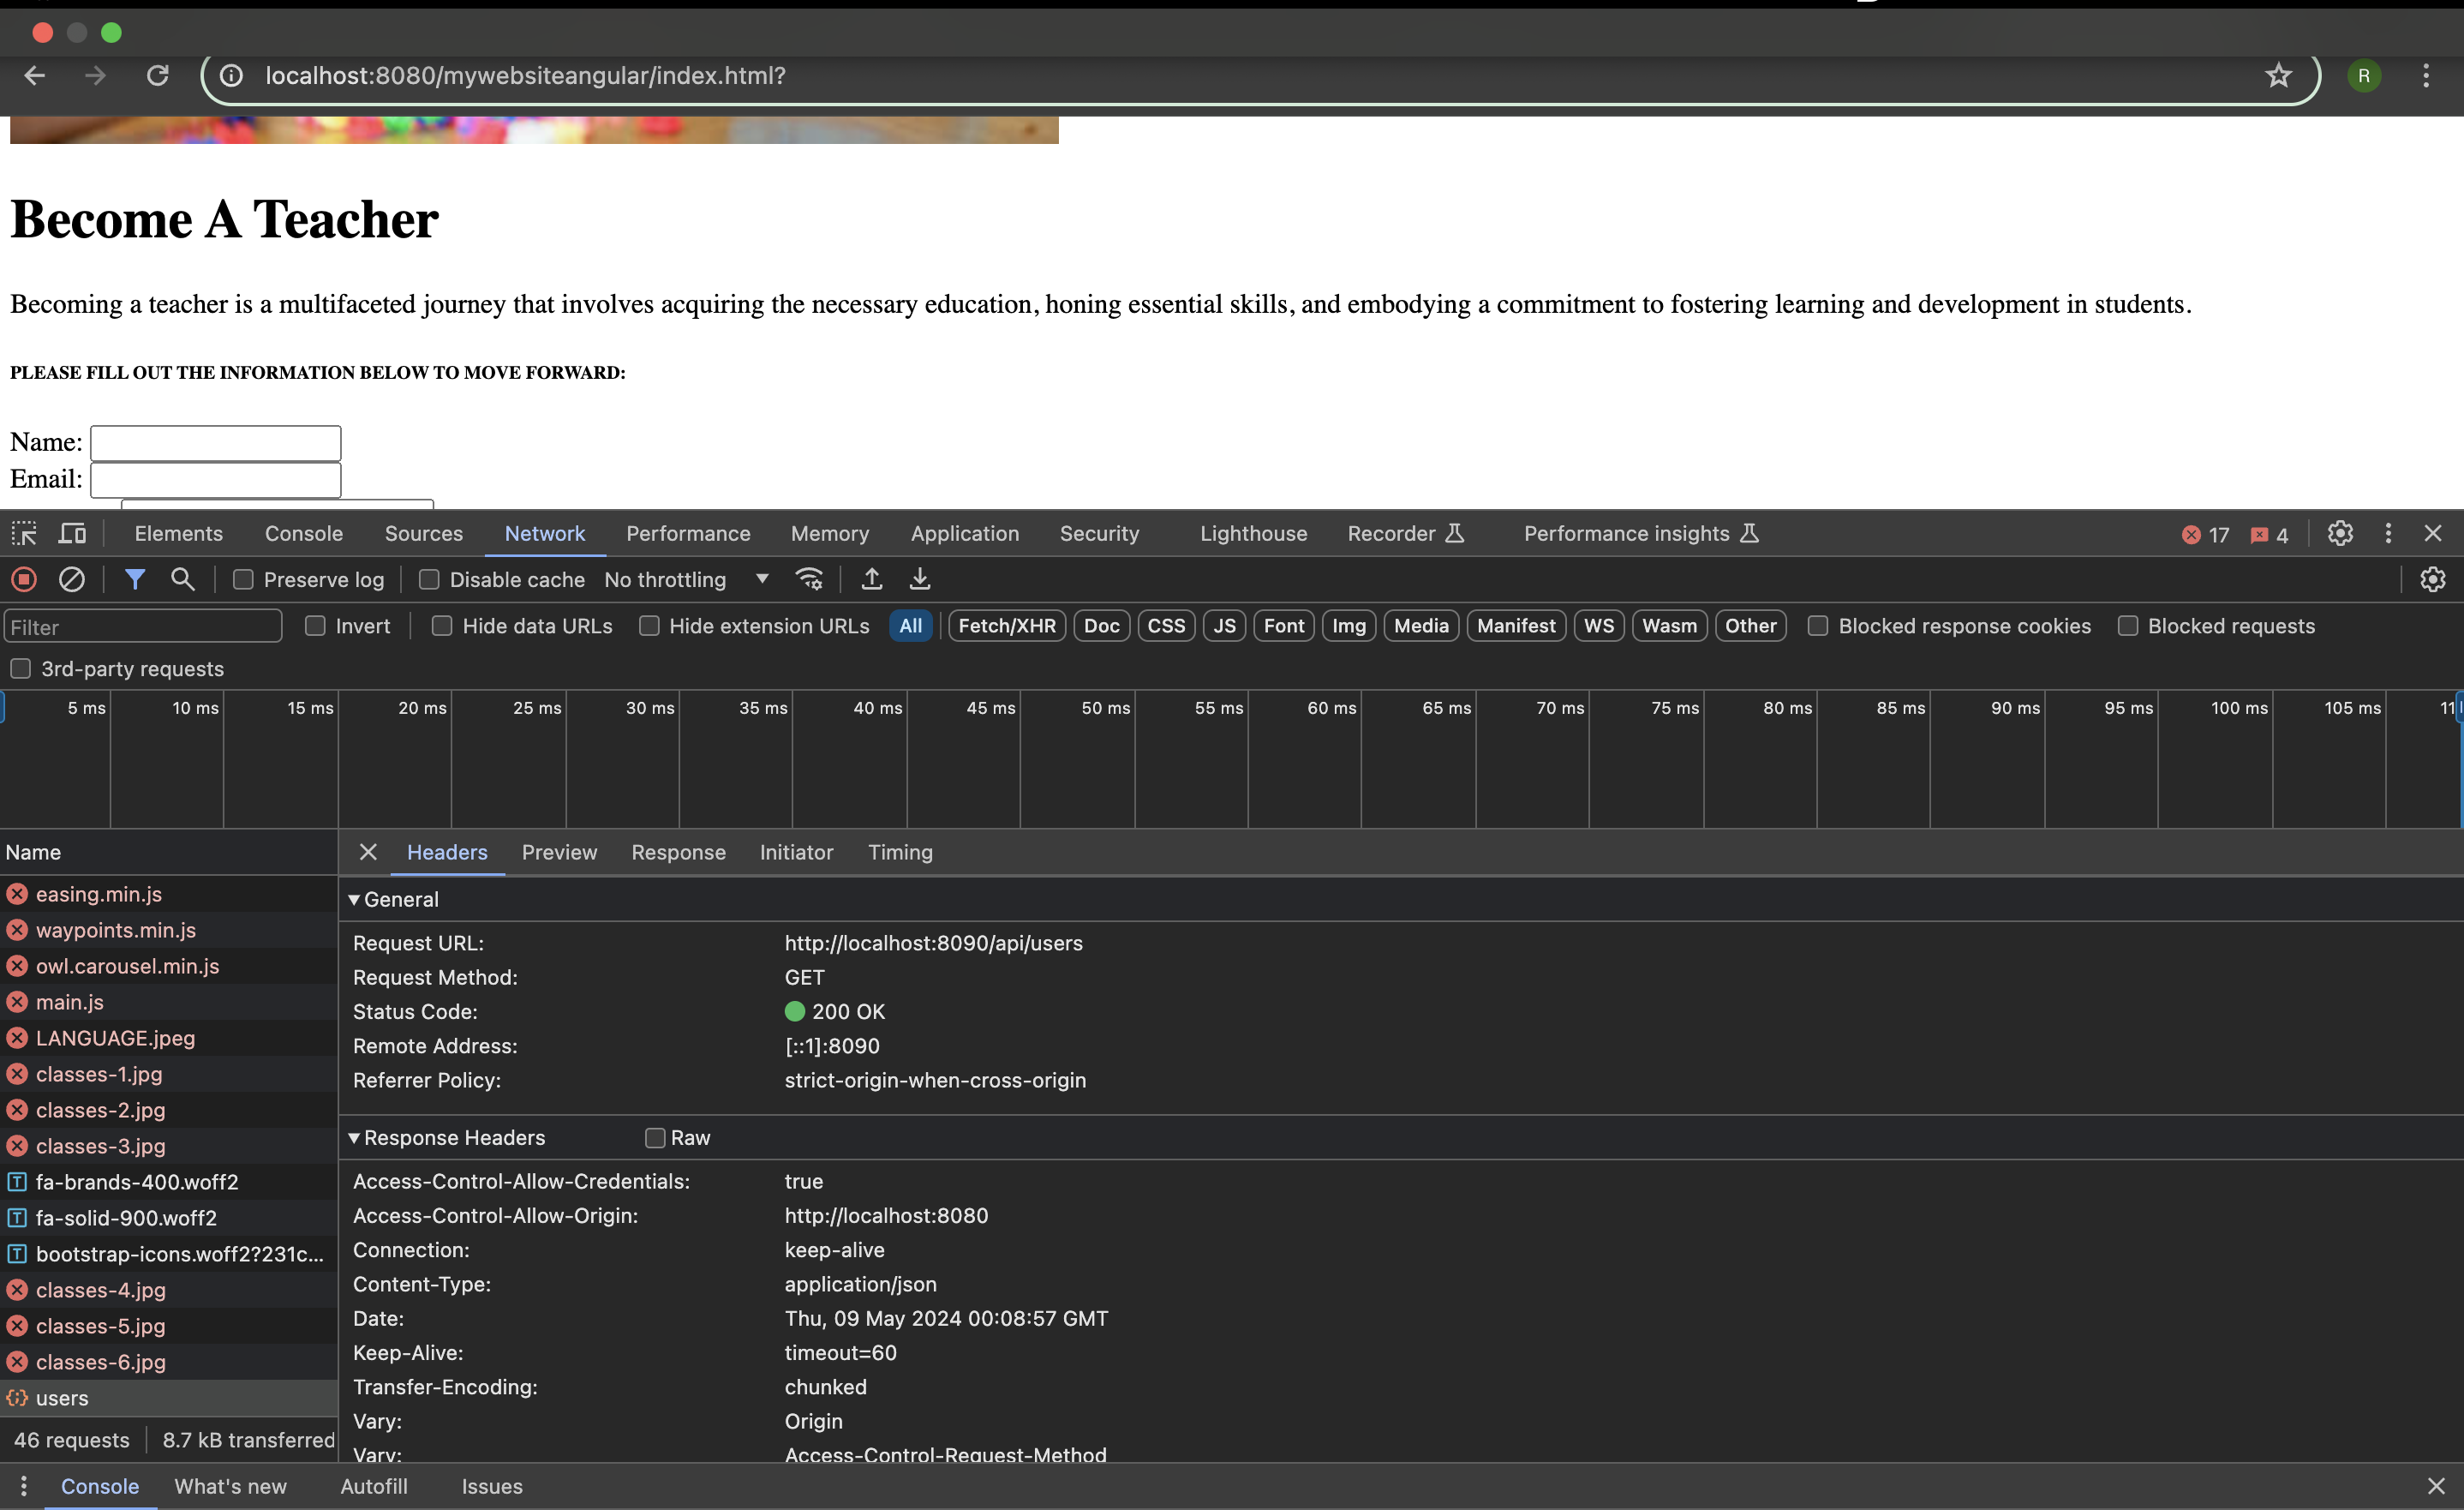 localhost:8080/mywebsiteangular/index.html?
R
Become A Teacher
Becoming a teacher is a multifaceted journey that involves acquiring the necessary education, honing essential skills, and embodying a commitment to fostering learning and development in students.
PLEASE FILL OUT THE INFORMATION BELOW TO MOVE FORWARD:
Name:
Email:
Elements Console Sources Network Performance Memory Application Security Lighthouse Recorder Performance insights 17 4
Preserve log Disable cache No throttling
Filter Invert Hide data URLs Hide extension URLs All Fetch/XHR Doc CSS JS Font Img Media Manifest WS Wasm Other Blocked response cookies Blocked requests
3rd-party requests
5 ms 10 ms 15 ms 20 ms 25 ms 30 ms 35 ms 40 ms 45 ms 50 ms 55 ms 60 ms 65 ms 70 ms 75 ms 80 ms 85 ms 90 ms 95 ms 100 ms 105 ms 11
Name
easing.min.js
waypoints.min.js
owl.carousel.min.js
main.js
LANGUAGE.jpeg
classes-1.jpg
classes-2.jpg
classes-3.jpg
fa-brands-400.woff2
fa-solid-900.woff2
bootstrap-icons.woff2?231c...
classes-4.jpg
classes-5.jpg
classes-6.jpg
users
46 requests 8.7 kB transferred
Headers Preview Response Initiator Timing
General
Request URL: http://localhost:8090/api/users
Request Method: GET
Status Code: 200 OK
Remote Address: [::1]:8090
Referrer Policy: strict-origin-when-cross-origin
Response Headers Raw
Access-Control-Allow-Credentials: true
Access-Control-Allow-Origin: http://localhost:8080
Connection: keep-alive
Content-Type: application/json
Date: Thu, 09 May 2024 00:08:57 GMT
Keep-Alive: timeout=60
Transfer-Encoding: chunked
Vary: Origin
Vary: Access-Control-Request-Method
Console What's new Autofill Issues